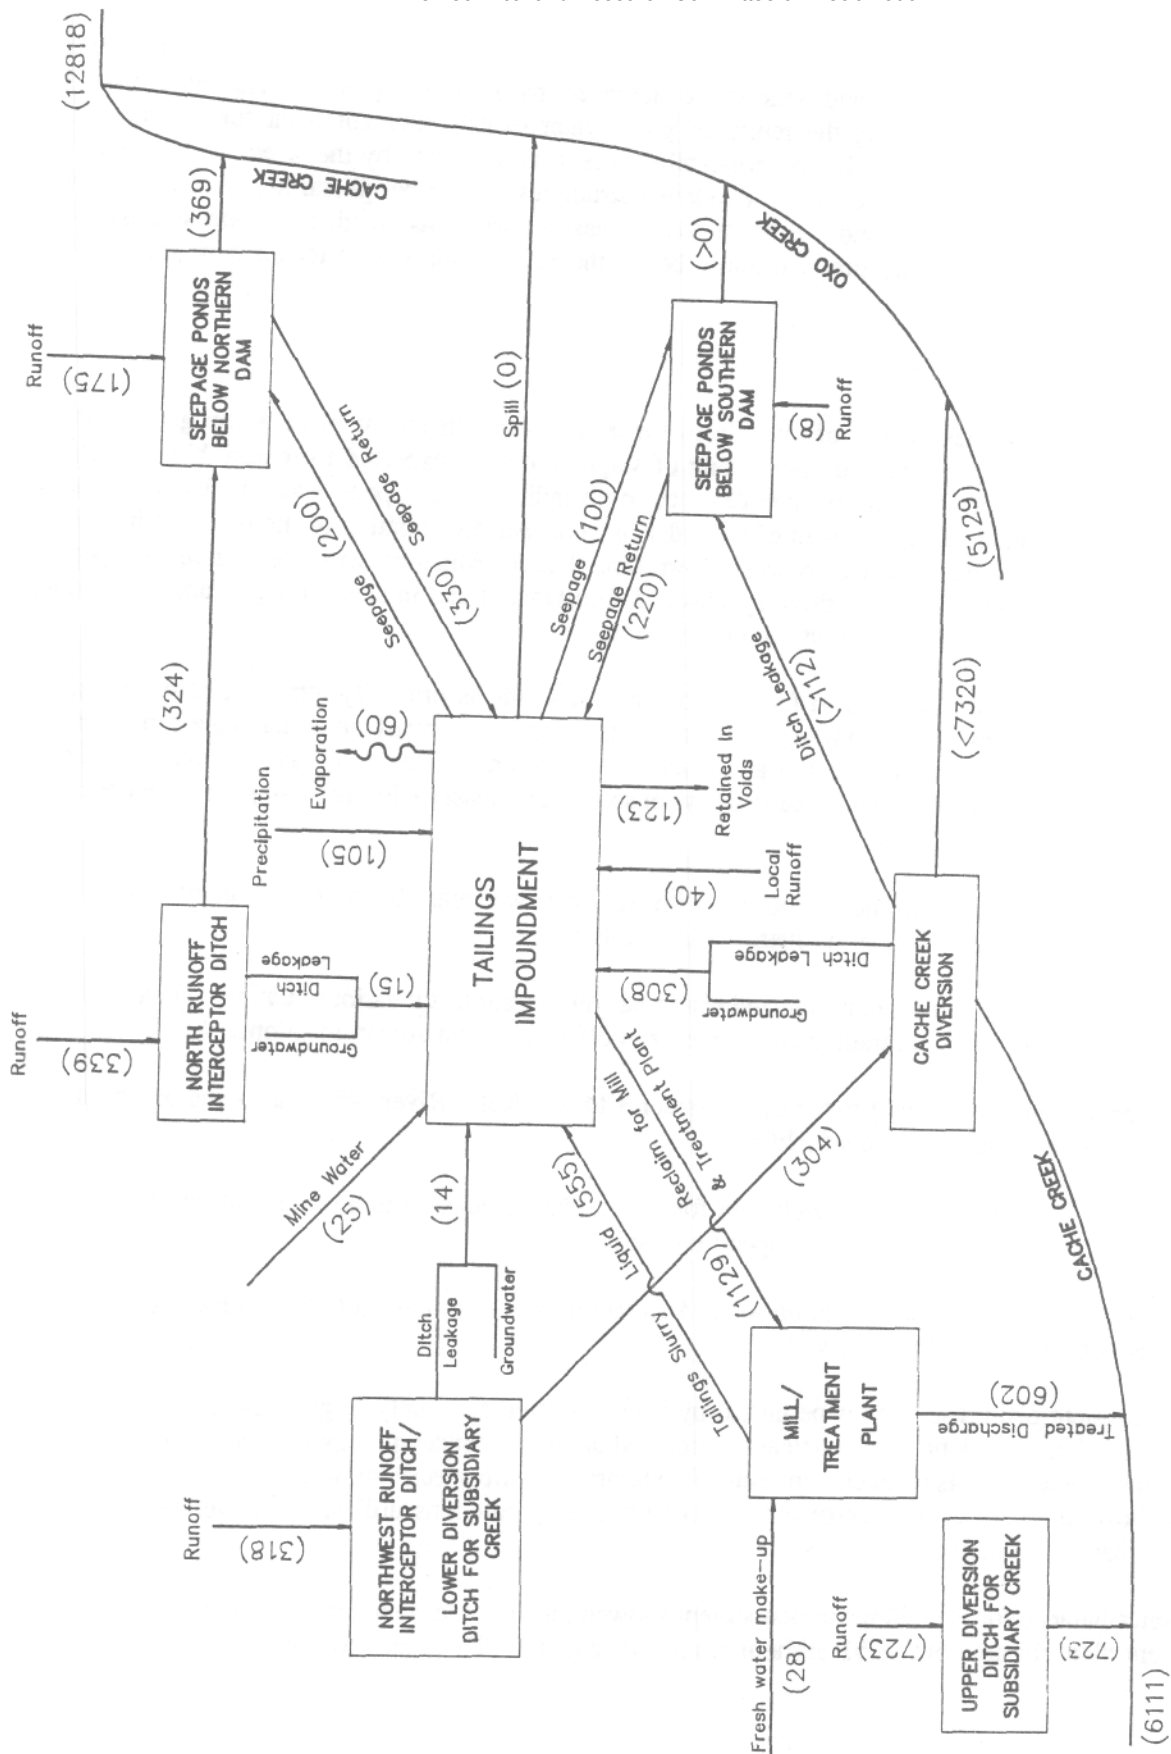 (12818)
CACHE CREEK
(369)
Runoff
(175)
SEEPAGE PONDS
BELOW NORTHERN
DAM
(324)
Seepage
(200)
Seepage Return
(330)
Spill (0)
OXO CREEK
(>0)
SEEPAGE PONDS
BELOW SOUTHERN
DAM
(8)
Runoff
Seepage (100)
Seepage Return
(220)
(5129)
Ditch Leakage
(>112)
(<7320)
Evaporation
(60)
Precipitation
(105)
TAILINGS
IMPOUNDMENT
(123)
Retained In
Voids
(40)
Local
Runoff
Runoff
(339)
NORTH RUNOFF
INTERCEPTOR DITCH
Ditch
Leakage
Groundwater
(15)
(308)
Ditch Leakage
Groundwater
CACHE CREEK
DIVERSION
Mine Water
(25)
(14)
Ditch
Leakage
Groundwater
Tailings Slurry
Liquid (555)
Reclaim for Mill
& Treatment Plant
(1129)
(304)
CACHE CREEK
Runoff
(318)
NORTHWEST RUNOFF
INTERCEPTOR DITCH/
LOWER DIVERSION
DITCH FOR SUBSIDIARY
CREEK
MILL/
TREATMENT
PLANT
(602)
Treated Discharge
Fresh water make-up
(28)
Runoff
(723)
UPPER DIVERSION
DITCH FOR
SUBSIDIARY CREEK
(723)
(6111)